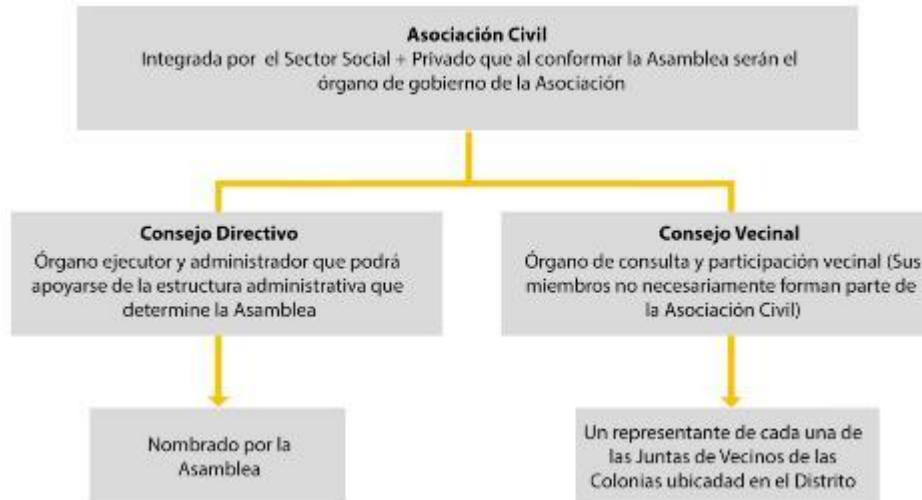 Asociación Civil
Integrada por el Sector Social + Privado que al conformar la Asamblea serán el
órgano de gobierno de la Asociación
Consejo Directivo
Órgano ejecutor y administrador que podrá
apoyarse de la estructura administrativa que
determine la Asamblea
Consejo Vecinal
Órgano de consulta y participación vecinal (Sus
miembros no necesariamente forman parte de
la Asociación Civil)
Nombrado por la
Asamblea
Un representante de cada una de
las Juntas de Vecinos de las
Colonias ubicadad en el Distrito